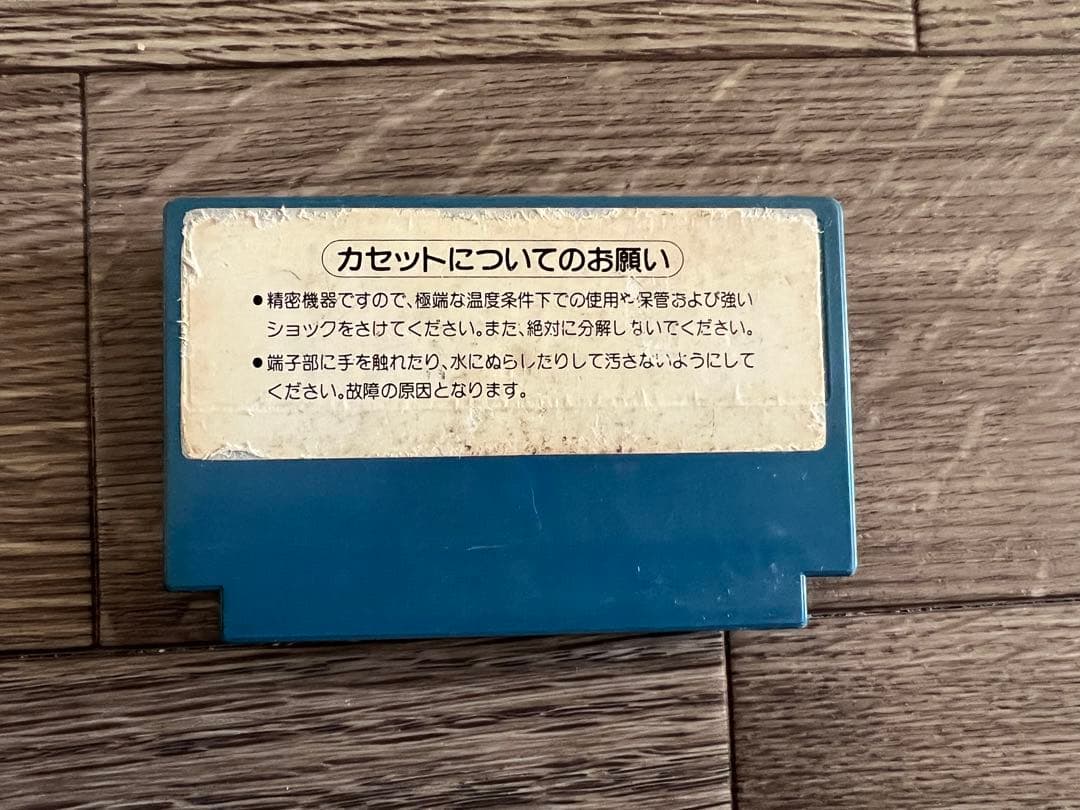 カセットについてのお願い
●精密機器ですので、極端な温度条件下での使用や保管および強い
ショックをさけてください。また、絶対に分解しないでください。
●端子部に手を触れたり、水にぬらしたりして汚さないようにして
ください。故障の原因となります。